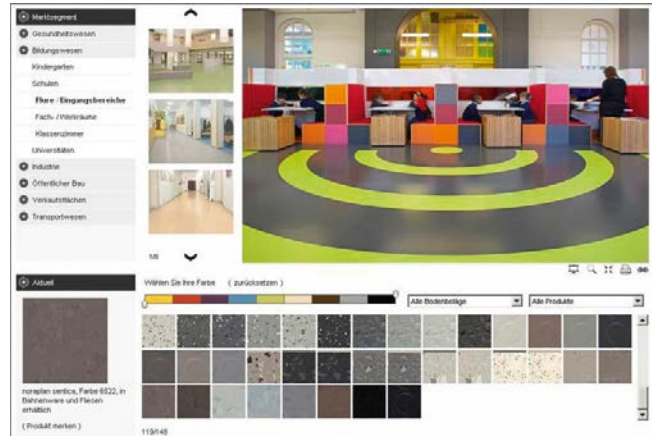 Marktsegment
Gesundheitswesen
Bildungswesen
Kindergarten
Schulen
Flure / Eingangsbereiche
Fach- / Werkräume
Klassenzimmer
Universitäten
Industrie
Öffentlicher Bau
Verkaufsflächen
Transportwesen
1/8
Aktuell
noraplan sentica, Farbe 6522, in
Bahnenware und Fliesen
erhältlich
( Produkt merken )
Wählen Sie Ihre Farbe ( zurücksetzen )
Alle Bodenbeläge
Alle Produkte
119/148